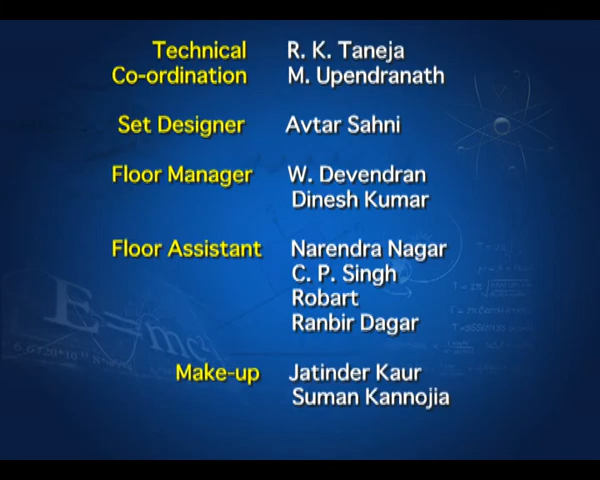 Technical R. K. Taneja
Co-ordination M. Upendranath
Set Designer Avtar Sahni
Floor Manager W. Devendran
Dinesh Kumar
Floor Assistant Narendra Nagar
C. P. Singh
Robart
Ranbir Dagar
E=mc²
Make-up Jatinder Kaur
Suman Kannojia